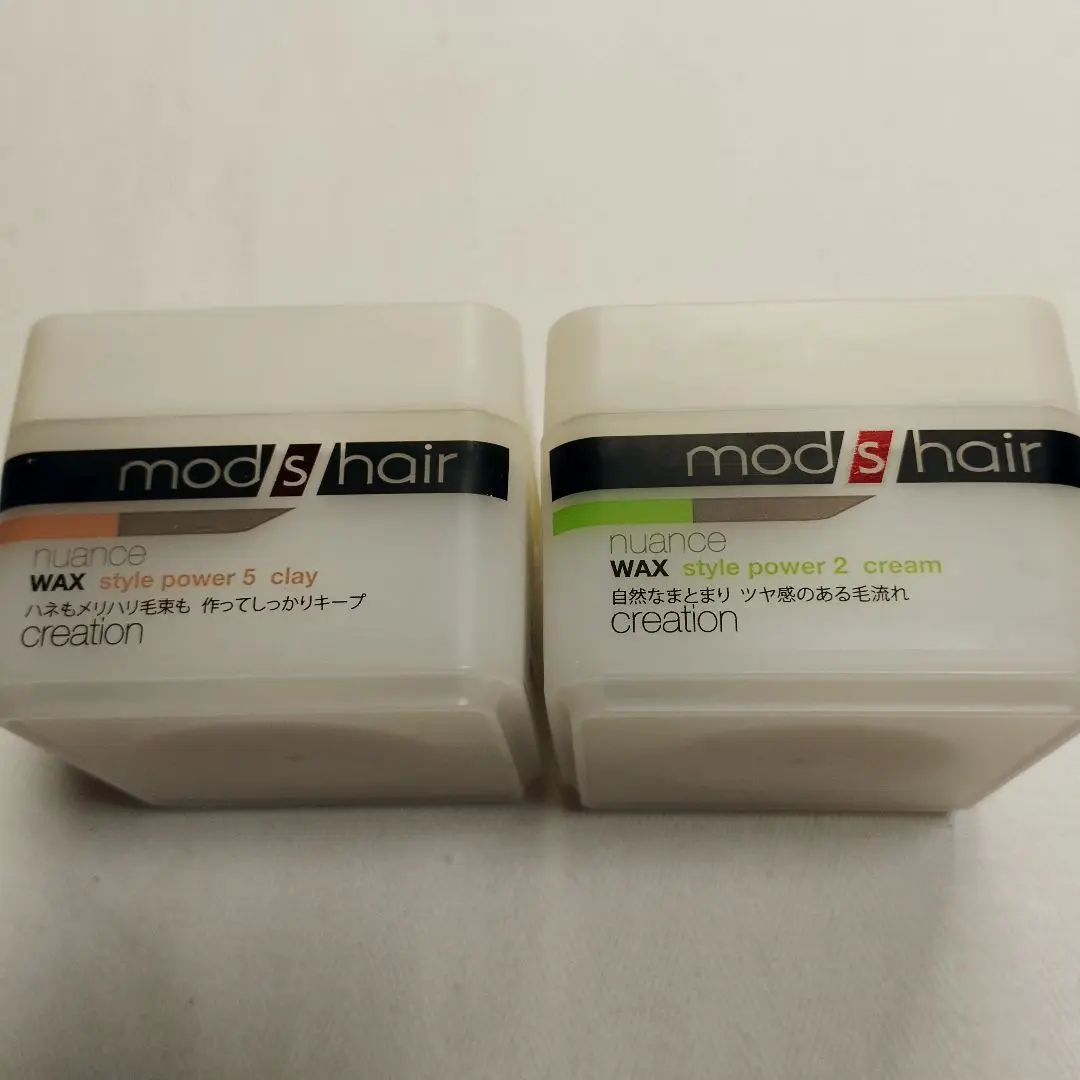 mod's hair
nuance
WAX style power 5 clay
ハネもメリハリ毛束も 作ってしっかりキープ
creation
mod's hair
nuance
WAX style power 2 cream
自然なまとまり ツヤ感のある毛流れ
creation